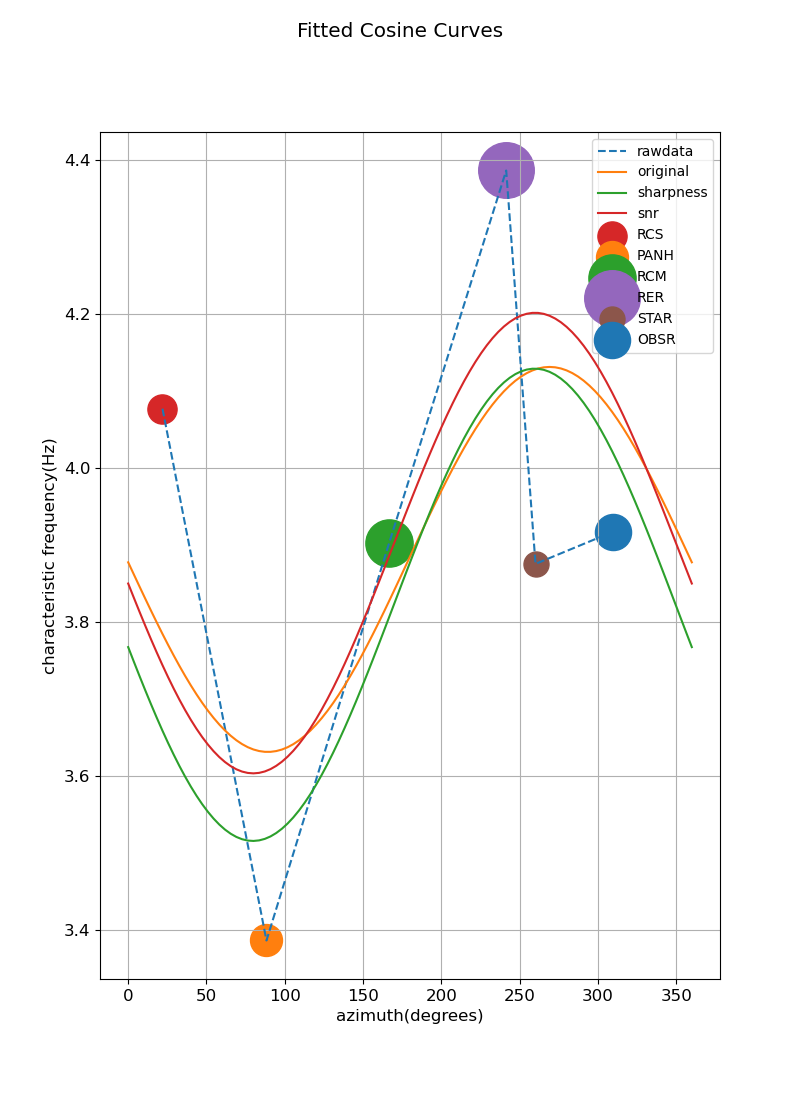 Fitted Cosine Curves
rawdata
original
sharpness
snr
RCS
PANH
RCM
RER
STAR
OBSR
4.4
4.2
4.0
3.8
3.6
3.4
characteristic frequency(Hz)
0 50 100 150 200 250 300 350
azimuth(degrees)